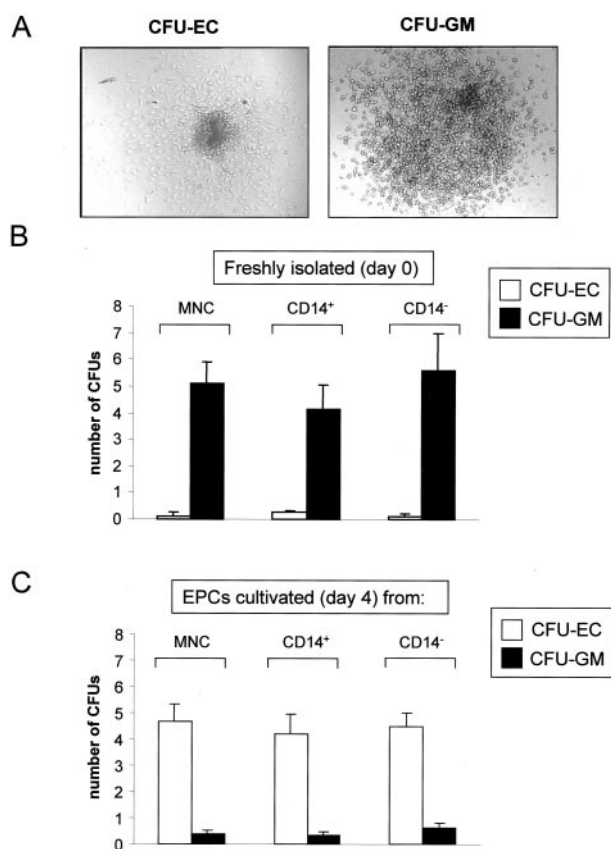 A
CFU-EC
CFU-GM
B
Freshly isolated (day 0)
CFU-EC
CFU-GM
MNC
CD14+
CD14-
number of CFUs
8
7
6
5
4
3
2
1
0
C
EPCs cultivated (day 4) from:
CFU-EC
CFU-GM
MNC
CD14+
CD14-
number of CFUs
8
7
6
5
4
3
2
1
0